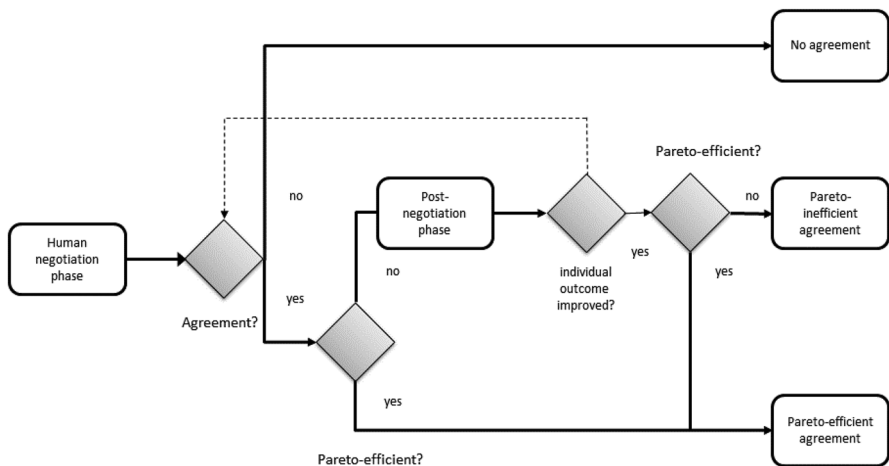 No agreement
Pareto-efficient?
no
no
Post-
negotiation
phase
Pareto-
inefficient
agreement
Human
negotiation
phase
yes
yes
no
individual
outcome
improved?
yes
Agreement?
yes
Pareto-efficient
agreement
Pareto-efficient?